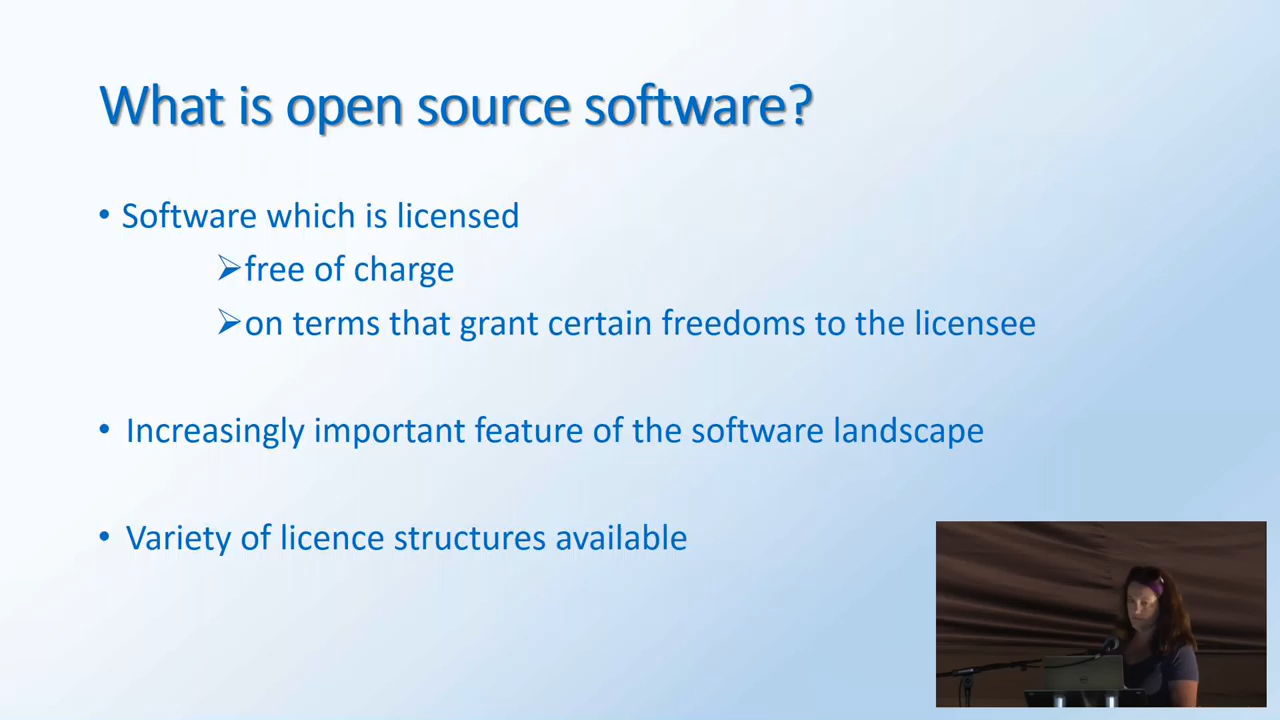 What is open source software?
• Software which is licensed
➢free of charge
➢on terms that grant certain freedoms to the licensee
• Increasingly important feature of the software landscape
• Variety of licence structures available